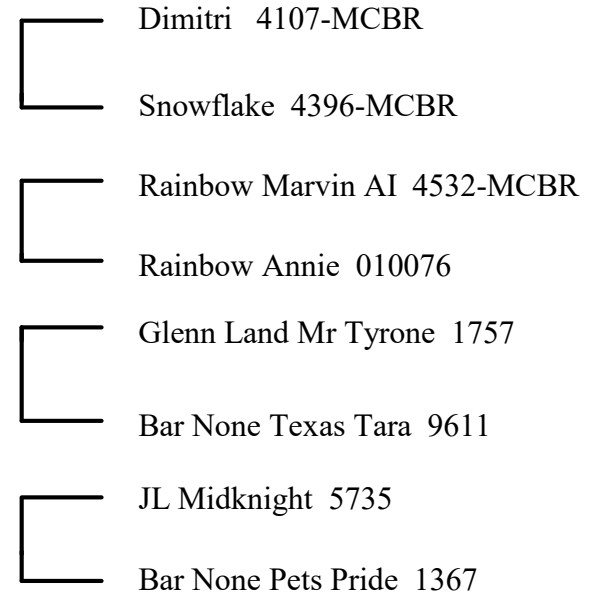 Dimitri 4107-MCBR
Snowflake 4396-MCBR
Rainbow Marvin AI 4532-MCBR
Rainbow Annie 010076
Glenn Land Mr Tyrone 1757
Bar None Texas Tara 9611
JL Midknight 5735
Bar None Pets Pride 1367